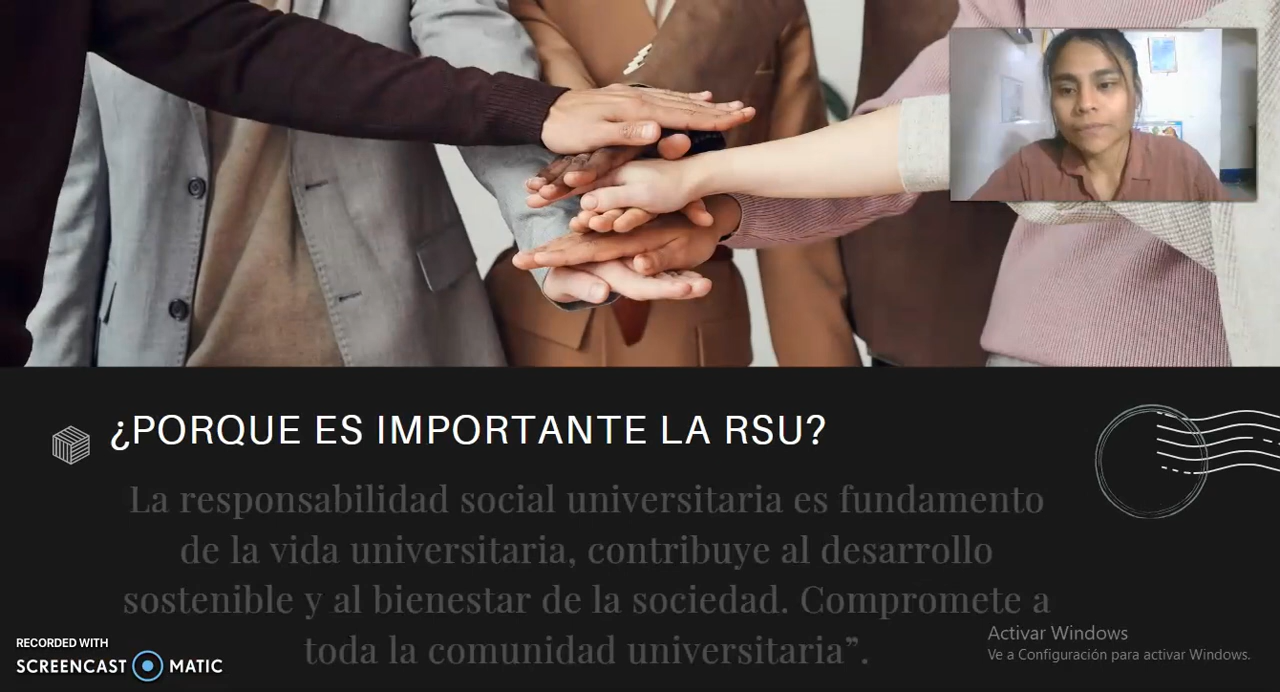 ¿PORQUE ES IMPORTANTE LA RSU?
La responsabilidad social universitaria es fundamento
de la vida universitaria, contribuye al desarrollo
sostenible y al bienestar de la sociedad. Compromete a
toda la comunidad universitaria”.
Activar Windows
Ve a Configuración para activar Windows.
RECORDED WITH
SCREENCAST MATIC